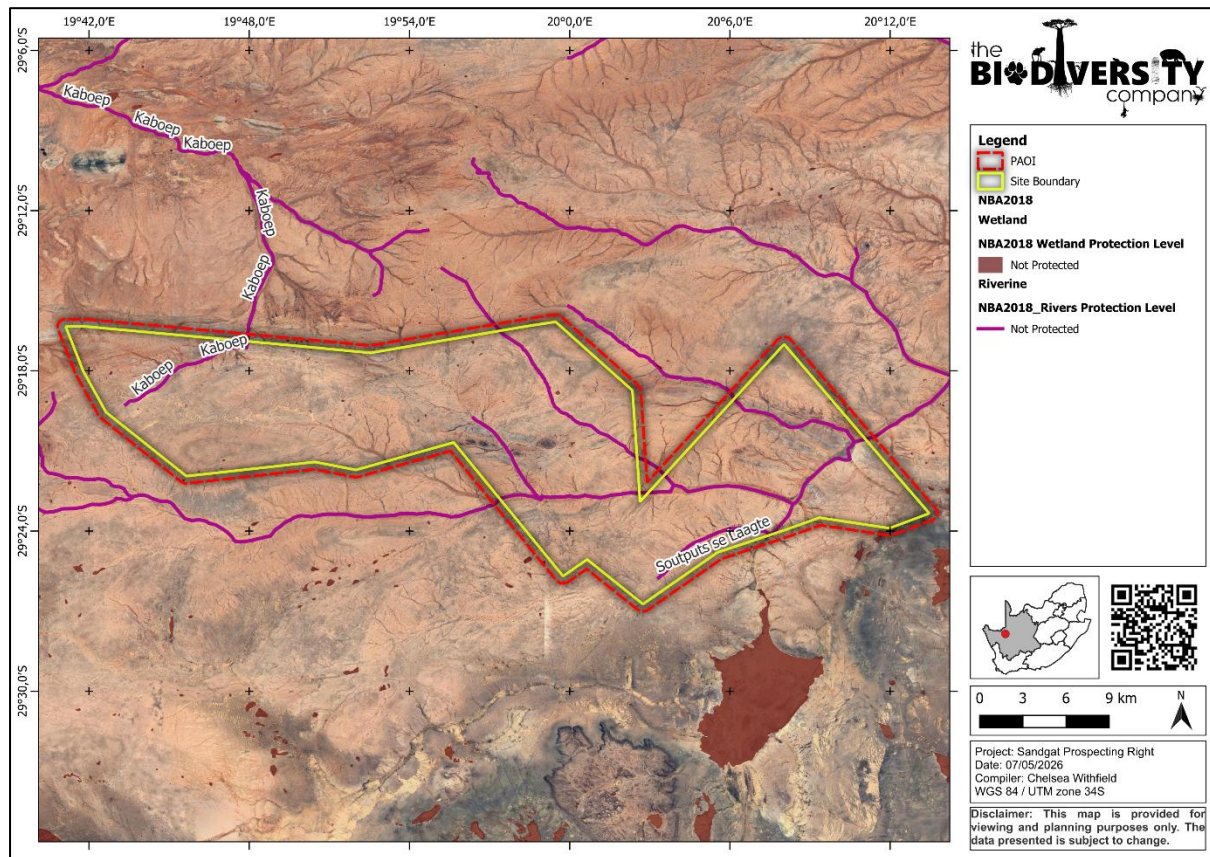 19°42,0'E 19°48,0'E 19°54,0'E 20°0,0'E 20°6,0'E 20°12,0'E
29°6,0'S
29°12,0'S
29°18,0'S
29°24,0'S
29°30,0'S
Kaboep
Kaboep
Kaboep
Kaboep
Kaboep
Kaboep
Kaboep
Soutputs se Laagte
the
BIODIVERSITY
company
Legend
PAOI
Site Boundary
NBA2018
Wetland
NBA2018 Wetland Protection Level
Not Protected
Riverine
NBA2018_Rivers Protection Level
Not Protected
0 3 6 9 km
N
Project: Sandgat Prospecting Right
Date: 07/05/2026
Compiler: Chelsea Withfield
WGS 84 / UTM zone 34S
Disclaimer: This map is provided for
viewing and planning purposes only. The
data presented is subject to change.